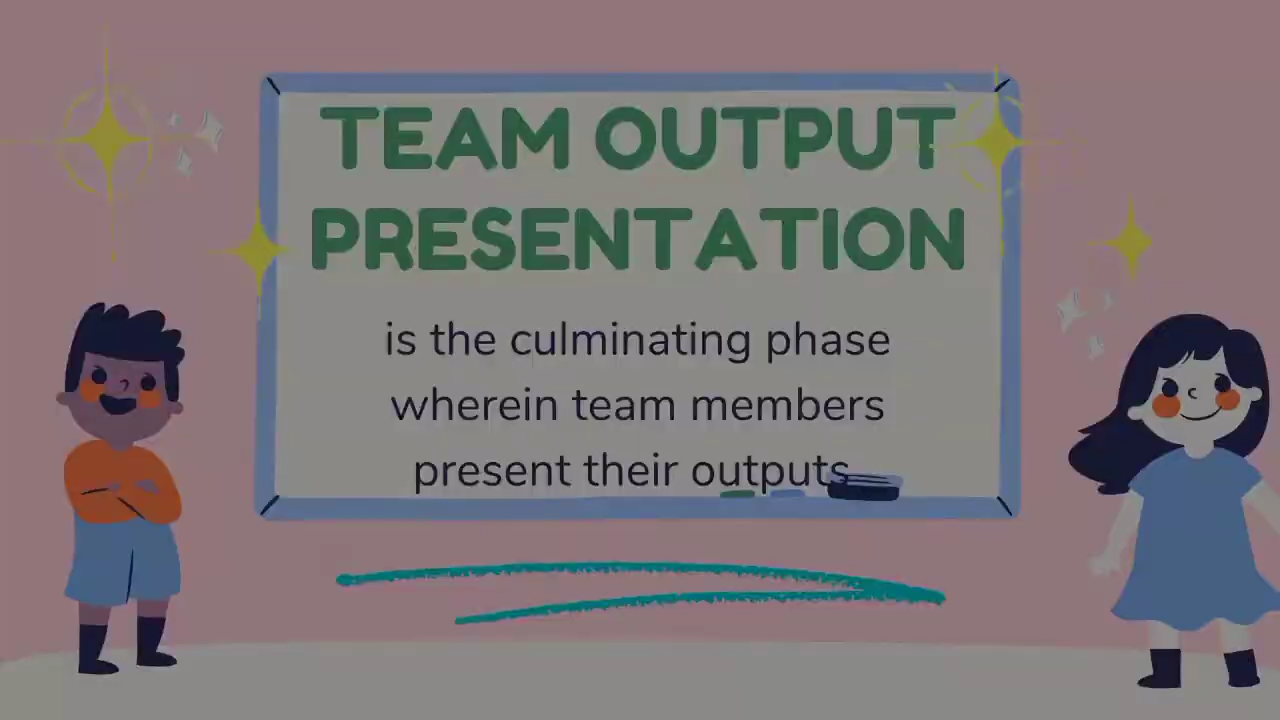 TEAM OUTPUT
PRESENTATION
is the culminating phase
wherein team members
present their outputs